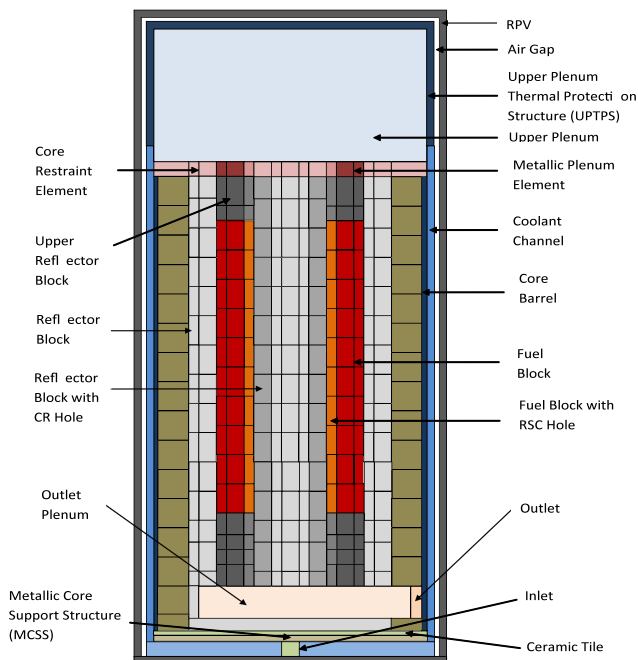 RPV
Air Gap
Upper Plenum
Thermal Protecti on
Structure (UPTPS)
Upper Plenum
Metallic Plenum
Element
Coolant
Channel
Core
Barrel
Fuel
Block
Fuel Block with
RSC Hole
Outlet
Inlet
Ceramic Tile
Core
Restraint
Element
Upper
Refl ector
Block
Refl ector
Block
Refl ector
Block with
CR Hole
Outlet
Plenum
Metallic Core
Support Structure
(MCSS)